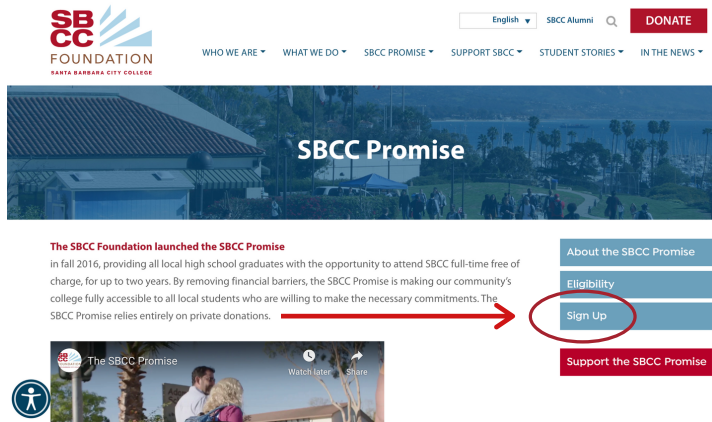 SB
CC
FOUNDATION
SANTA BARBARA CITY COLLEGE
English ▼ SBCC Alumni DONATE
WHO WE ARE WHAT WE DO SBCC PROMISE SUPPORT SBCC STUDENT STORIES IN THE NEWS
SBCC Promise
The SBCC Foundation launched the SBCC Promise
in fall 2016, providing all local high school graduates with the opportunity to attend SBCC full-time free of
charge, for up to two years. By removing financial barriers, the SBCC Promise is making our community's
college fully accessible to all local students who are willing to make the necessary commitments. The
SBCC Promise relies entirely on private donations.
About the SBCC Promise
Eligibility
Sign Up
Support the SBCC Promise
SB
CC
FOUNDATION
The SBCC Promise
Watch later Share